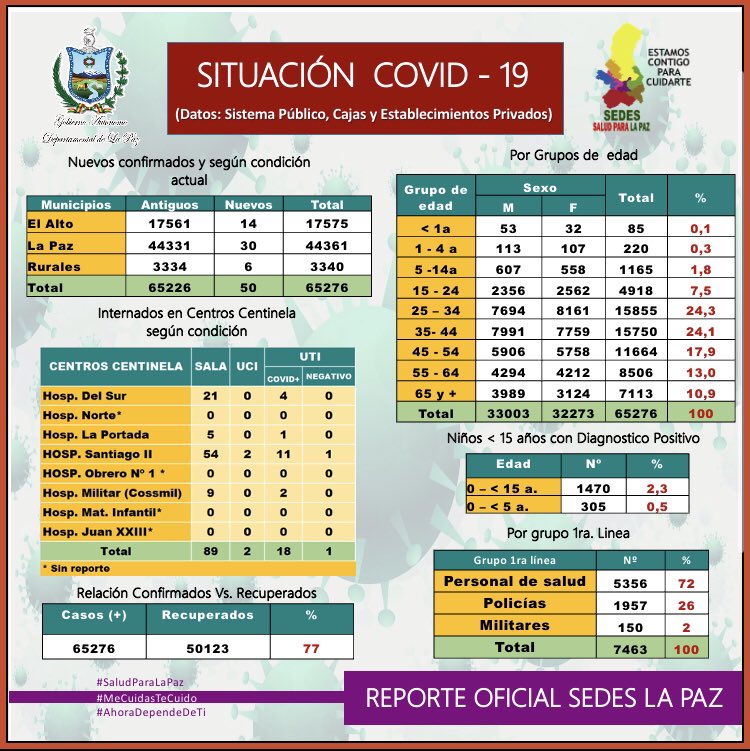 Gobierno Autónomo
Departamental de La Paz
SITUACIÓN COVID - 19
(Datos: Sistema Público, Cajas y Establecimientos Privados)
ESTAMOS
CONTIGO
PARA
CUIDARTE
SEDES
SALUD PARA LA PAZ
Nuevos confirmados y según condición
actual
Municipios Antiguos Nuevos Total
El Alto 17561 14 17575
La Paz 44331 30 44361
Rurales 3334 6 3340
Total 65226 50 65276
Internados en Centros Centinela
según condición
CENTROS CENTINELA SALA UCI UTI
COVID+ NEGATIVO
Hosp. Del Sur 21 0 4 0
Hosp. Norte* 0 0 0 0
Hosp. La Portada 5 0 1 0
HOSP. Santiago II 54 2 11 1
HOSP. Obrero Nº 1 * 0 0 0 0
Hosp. Militar (Cossmil) 9 0 2 0
Hosp. Mat. Infantil* 0 0 0 0
Hosp. Juan XXIII* 0 0 0 0
Total 89 2 18 1
* Sin reporte
Relación Confirmados Vs. Recuperados
Casos (+) Recuperados %
65276 50123 77
Por Grupos de edad
Grupo de edad Sexo Total %
M F
< 1a 53 32 85 0,1
1 - 4 a 113 107 220 0,3
5 -14a 607 558 1165 1,8
15 - 24 2356 2562 4918 7,5
25 – 34 7694 8161 15855 24,3
35- 44 7991 7759 15750 24,1
45 - 54 5906 5758 11664 17,9
55 - 64 4294 4212 8506 13,0
65 y + 3989 3124 7113 10,9
Total 33003 32273 65276 100
Niños < 15 años con Diagnostico Positivo
Edad Nº %
0 – < 15 a. 1470 2,3
0 – < 5 a. 305 0,5
Por grupo 1ra. Linea
Grupo 1ra línea Nº %
Personal de salud 5356 72
Policías 1957 26
Militares 150 2
Total 7463 100
#SaludParaLaPaz
#MeCuidasTeCuido
#AhoraDependeDeTi
REPORTE OFICIAL SEDES LA PAZ